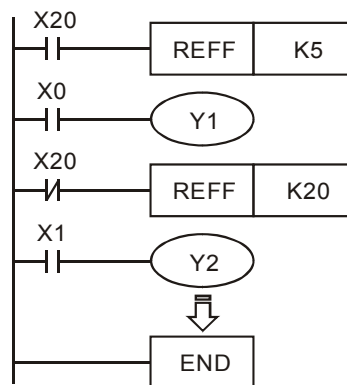 X20
REFF K5
X0
Y1
X20
REFF K20
X1
Y2
END